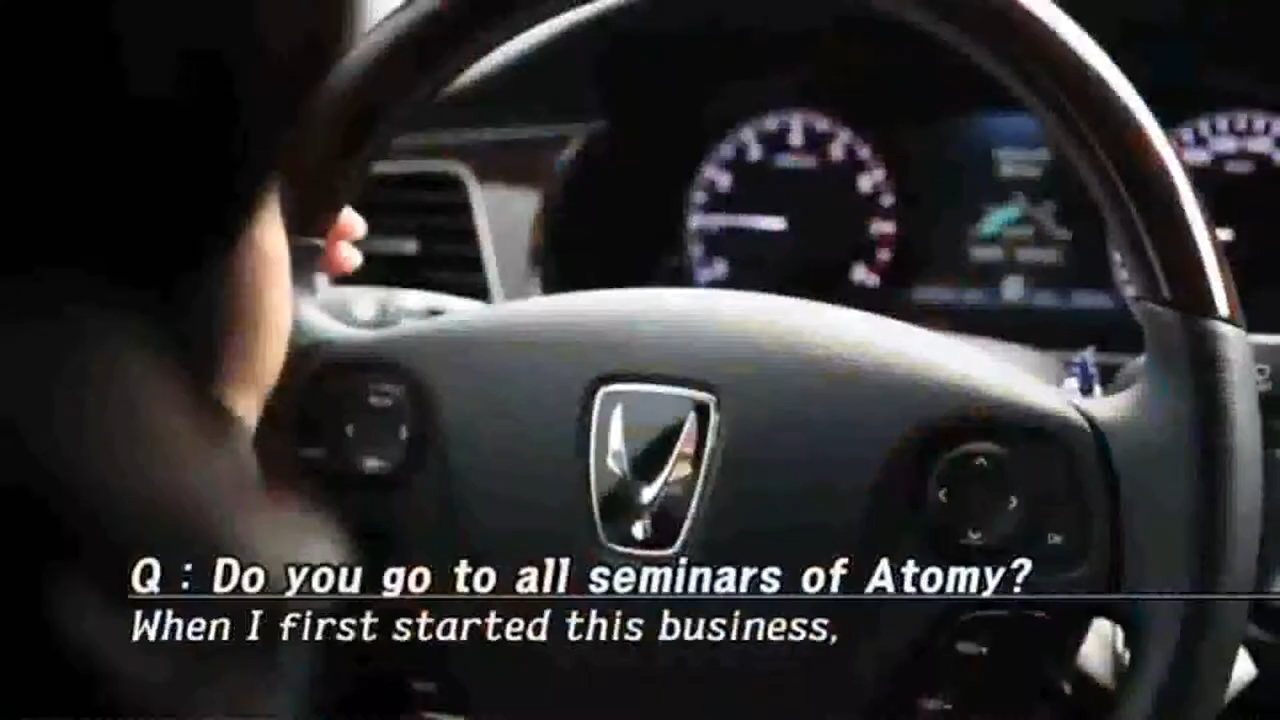 Q : Do you go to all seminars of Atomy?
When I first started this business,